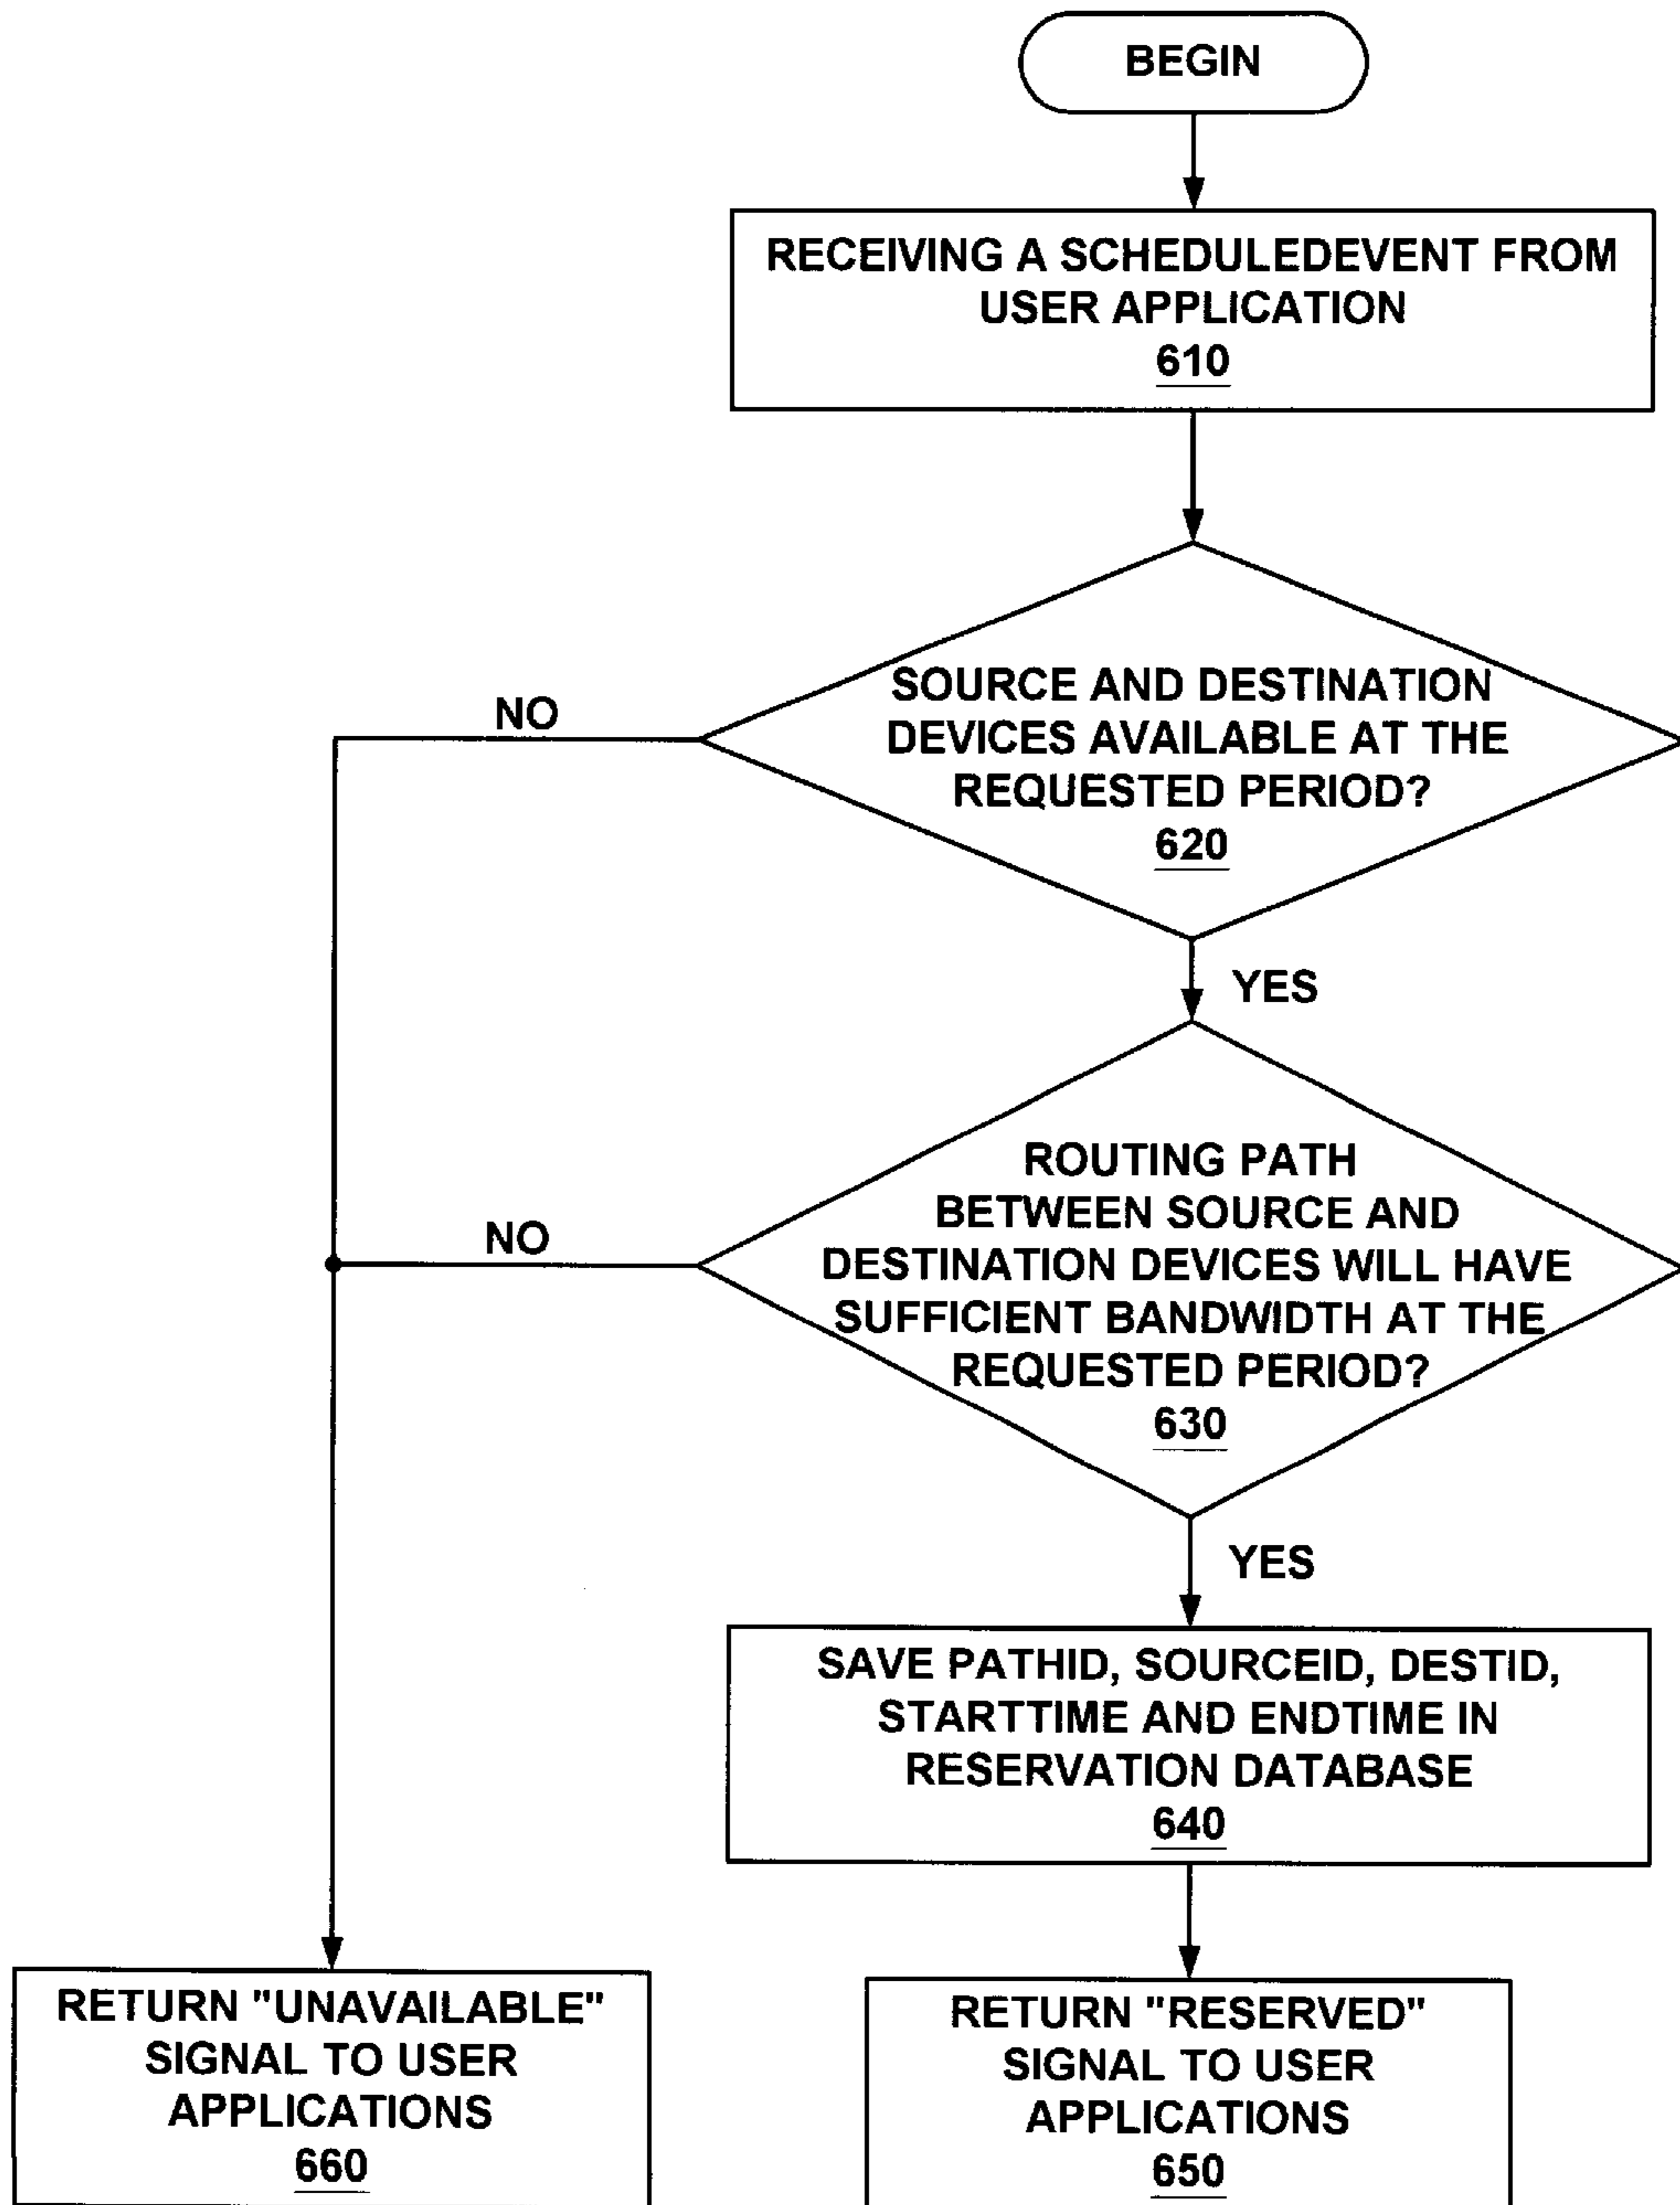 BEGIN
RECEIVING A SCHEDULEDEVENT FROM
USER APPLICATION
610
SOURCE AND DESTINATION
DEVICES AVAILABLE AT THE
REQUESTED PERIOD?
620
NO
YES
ROUTING PATH
BETWEEN SOURCE AND
DESTINATION DEVICES WILL HAVE
SUFFICIENT BANDWIDTH AT THE
REQUESTED PERIOD?
630
NO
YES
SAVE PATHID, SOURCEID, DESTID,
STARTTIME AND ENDTIME IN
RESERVATION DATABASE
640
RETURN "UNAVAILABLE"
SIGNAL TO USER
APPLICATIONS
660
RETURN "RESERVED"
SIGNAL TO USER
APPLICATIONS
650